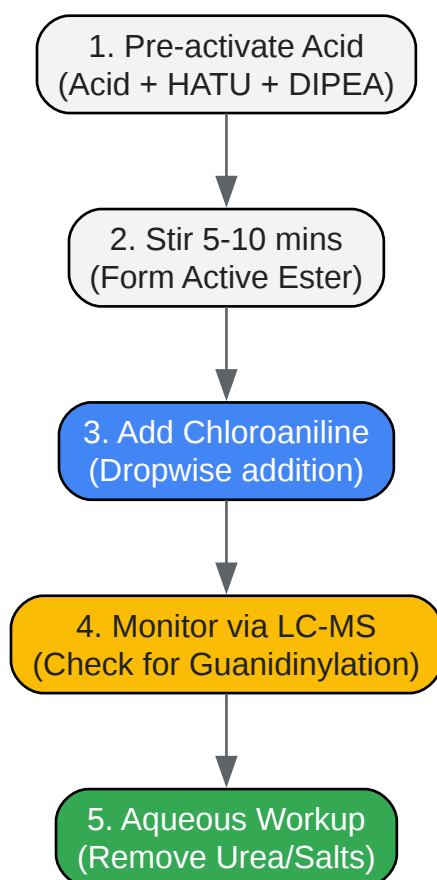 1. Pre-activate Acid
(Acid + HATU + DIPEA)
2. Stir 5-10 mins
(Form Active Ester)
3. Add Chloroaniline
(Dropwise addition)
4. Monitor via LC-MS
(Check for Guanidinylation)
5. Aqueous Workup
(Remove Urea/Salts)